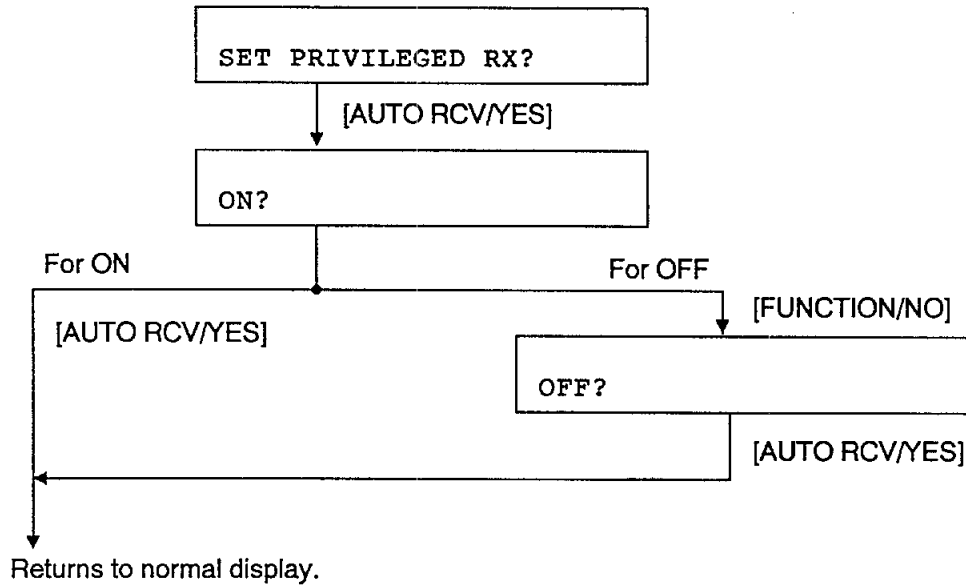 SET PRIVILEGED RX?
[AUTO RCV/YES]
ON?
For ON
For OFF
[AUTO RCV/YES]
[FUNCTION/NO]
OFF?
[AUTO RCV/YES]
Returns to normal display.